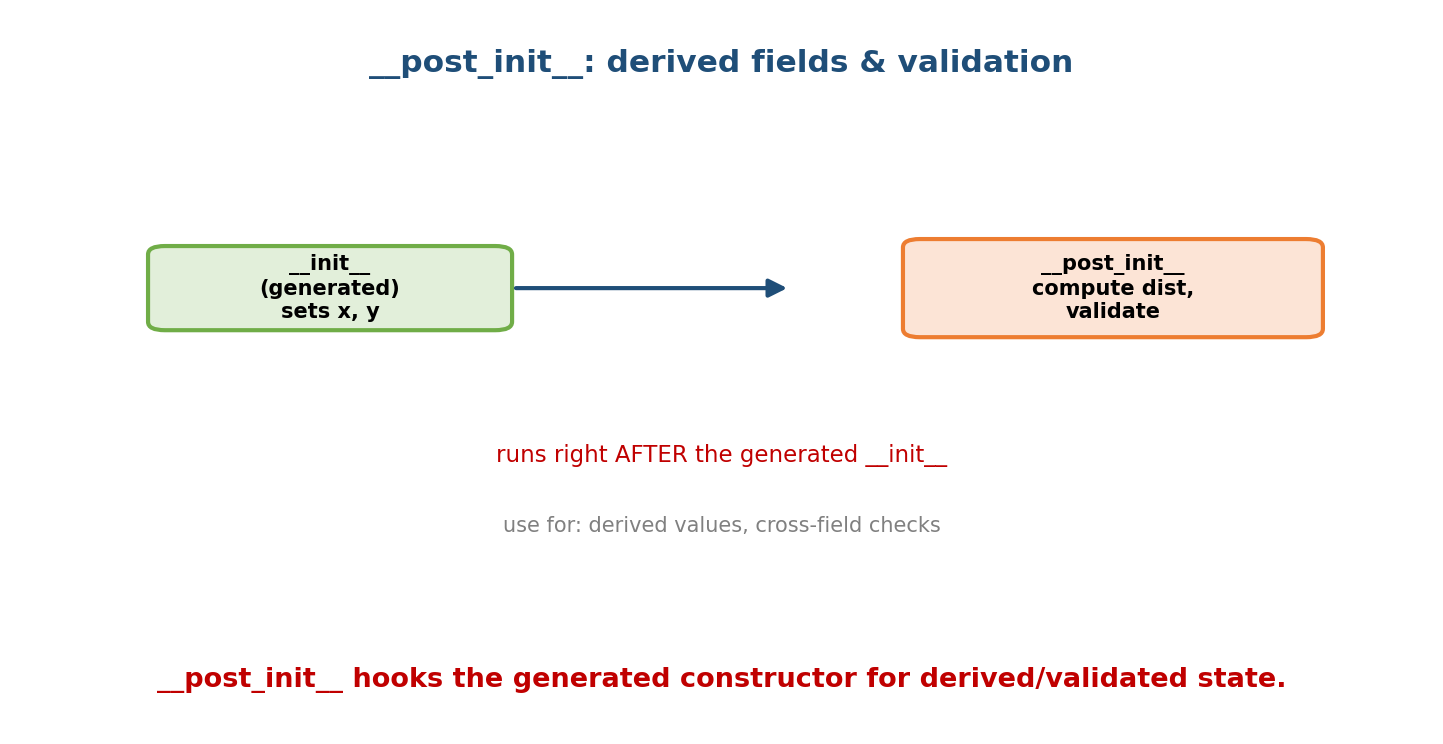 __post_init__: derived fields & validation
__init__
(generated)
sets x, y
__post_init__
compute dist,
validate
runs right AFTER the generated __init__
use for: derived values, cross-field checks
__post_init__ hooks the generated constructor for derived/validated state.